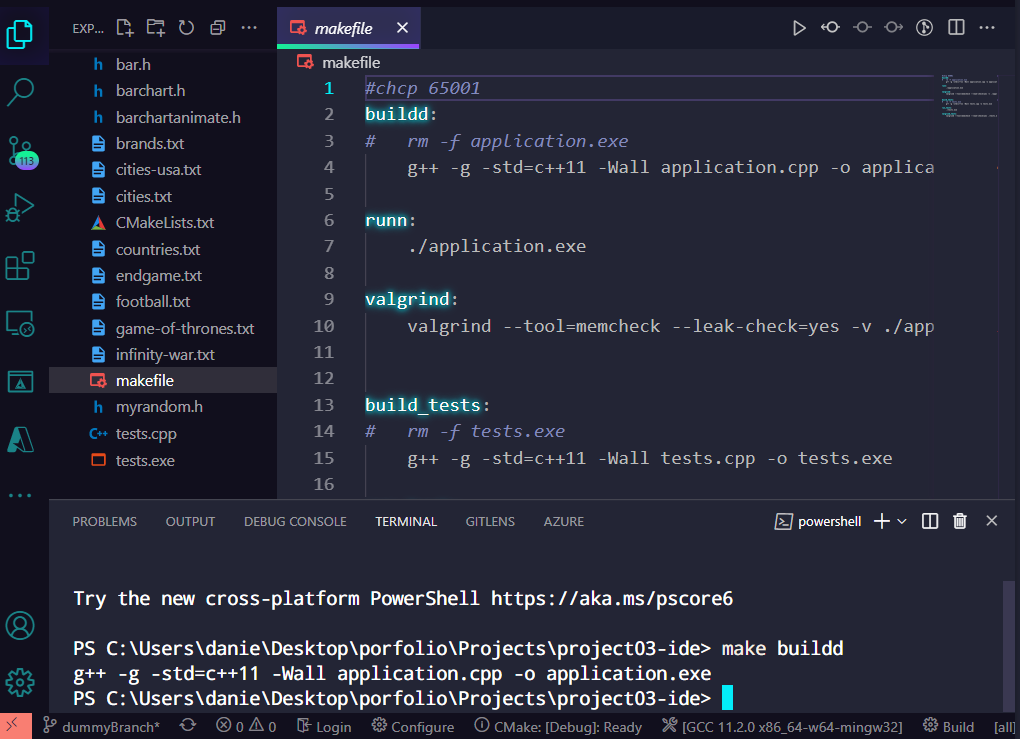 EXP...
makefile
bar.h
barchart.h
barchartanimate.h
brands.txt
cities-usa.txt
cities.txt
CMakeLists.txt
countries.txt
endgame.txt
football.txt
game-of-thrones.txt
infinity-war.txt
makefile
myrandom.h
tests.cpp
tests.exe
113
makefile
1 #chcp 65001
2 buildd:
3 # rm -f application.exe
4 g++ -g -std=c++11 -Wall application.cpp -o applica
5
6 runn:
7 ./application.exe
8
9 valgrind:
10 valgrind --tool=memcheck --leak-check=yes -v ./app
11
12
13 build_tests:
14 # rm -f tests.exe
15 g++ -g -std=c++11 -Wall tests.cpp -o tests.exe
16
PROBLEMS OUTPUT DEBUG CONSOLE TERMINAL GITLENS AZURE powershell
Try the new cross-platform PowerShell https://aka.ms/pscore6
PS C:\Users\danie\Desktop\porfolio\Projects\project03-ide> make buildd
g++ -g -std=c++11 -Wall application.cpp -o application.exe
PS C:\Users\danie\Desktop\porfolio\Projects\project03-ide>
dummyBranch* 0 0 Login Configure CMake: [Debug]: Ready [GCC 11.2.0 x86_64-w64-mingw32] Build [all]